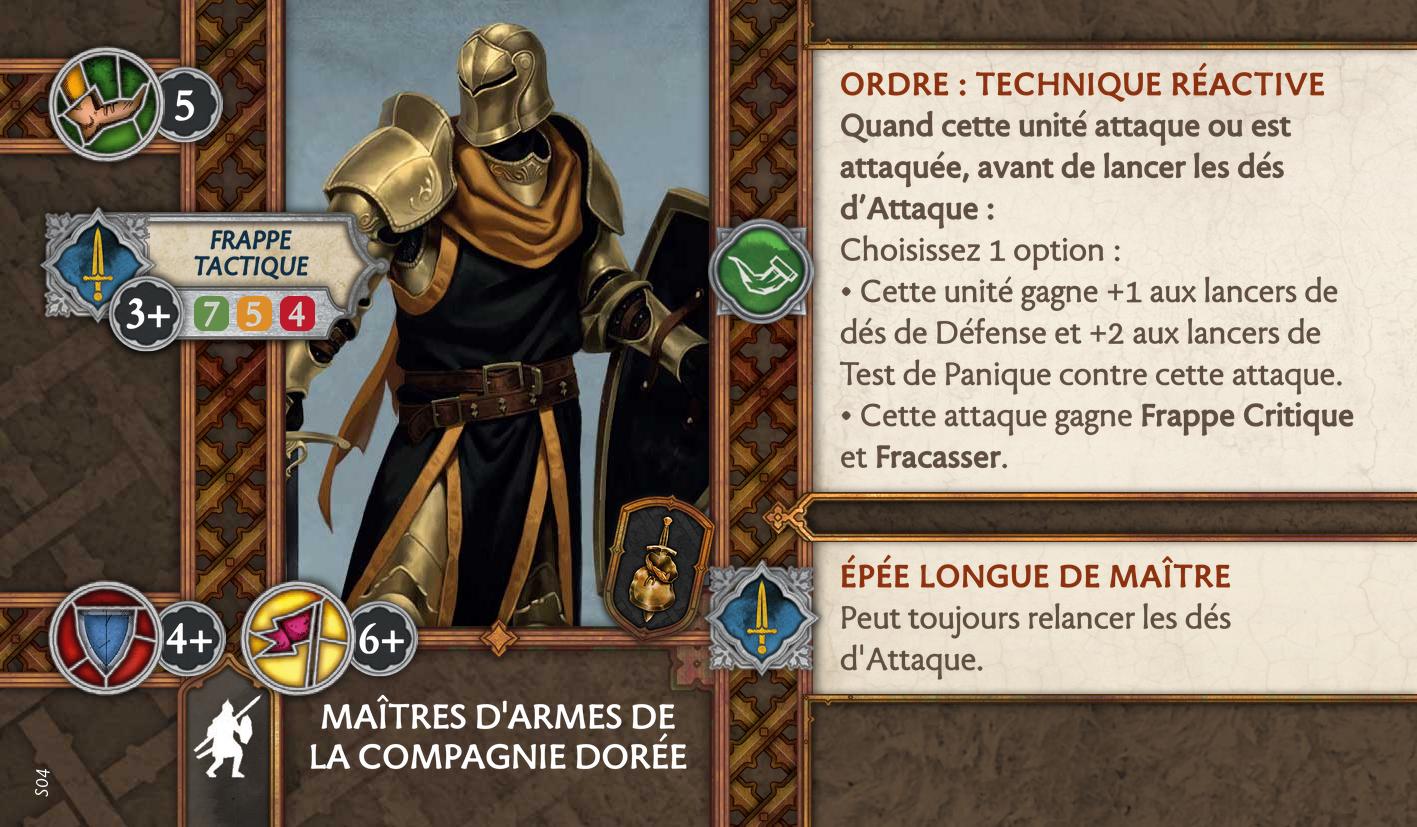 5
FRAPPE
TACTIQUE
3+
7 5 4
4+
6+
MAÎTRES D'ARMES DE
LA COMPAGNIE DORÉE
S04
ORDRE : TECHNIQUE RÉACTIVE
Quand cette unité attaque ou est
attaquée, avant de lancer les dés
d’Attaque :
Choisissez 1 option :
• Cette unité gagne +1 aux lancers de
dés de Défense et +2 aux lancers de
Test de Panique contre cette attaque.
• Cette attaque gagne Frappe Critique
et Fracasser.
ÉPÉE LONGUE DE MAÎTRE
Peut toujours relancer les dés
d'Attaque.